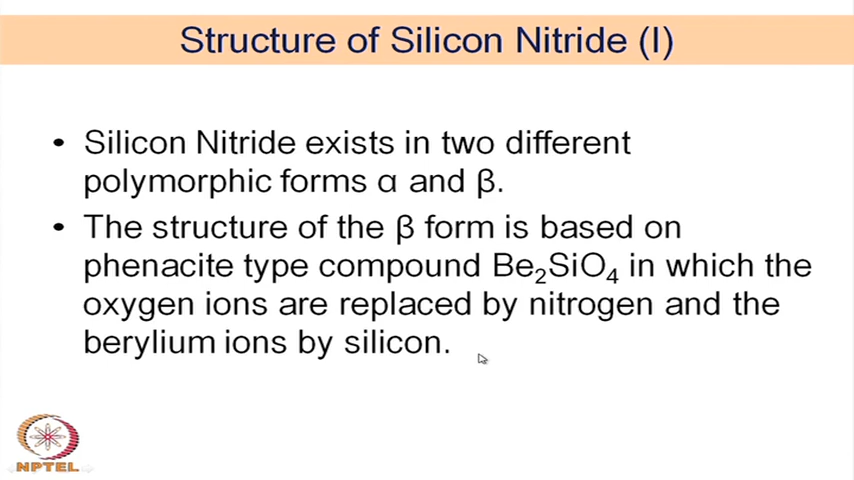 Structure of Silicon Nitride (I)
• Silicon Nitride exists in two different
polymorphic forms α and β.
• The structure of the β form is based on
phenacite type compound Be₂SiO₄ in which the
oxygen ions are replaced by nitrogen and the
berylium ions by silicon.
NPTEL